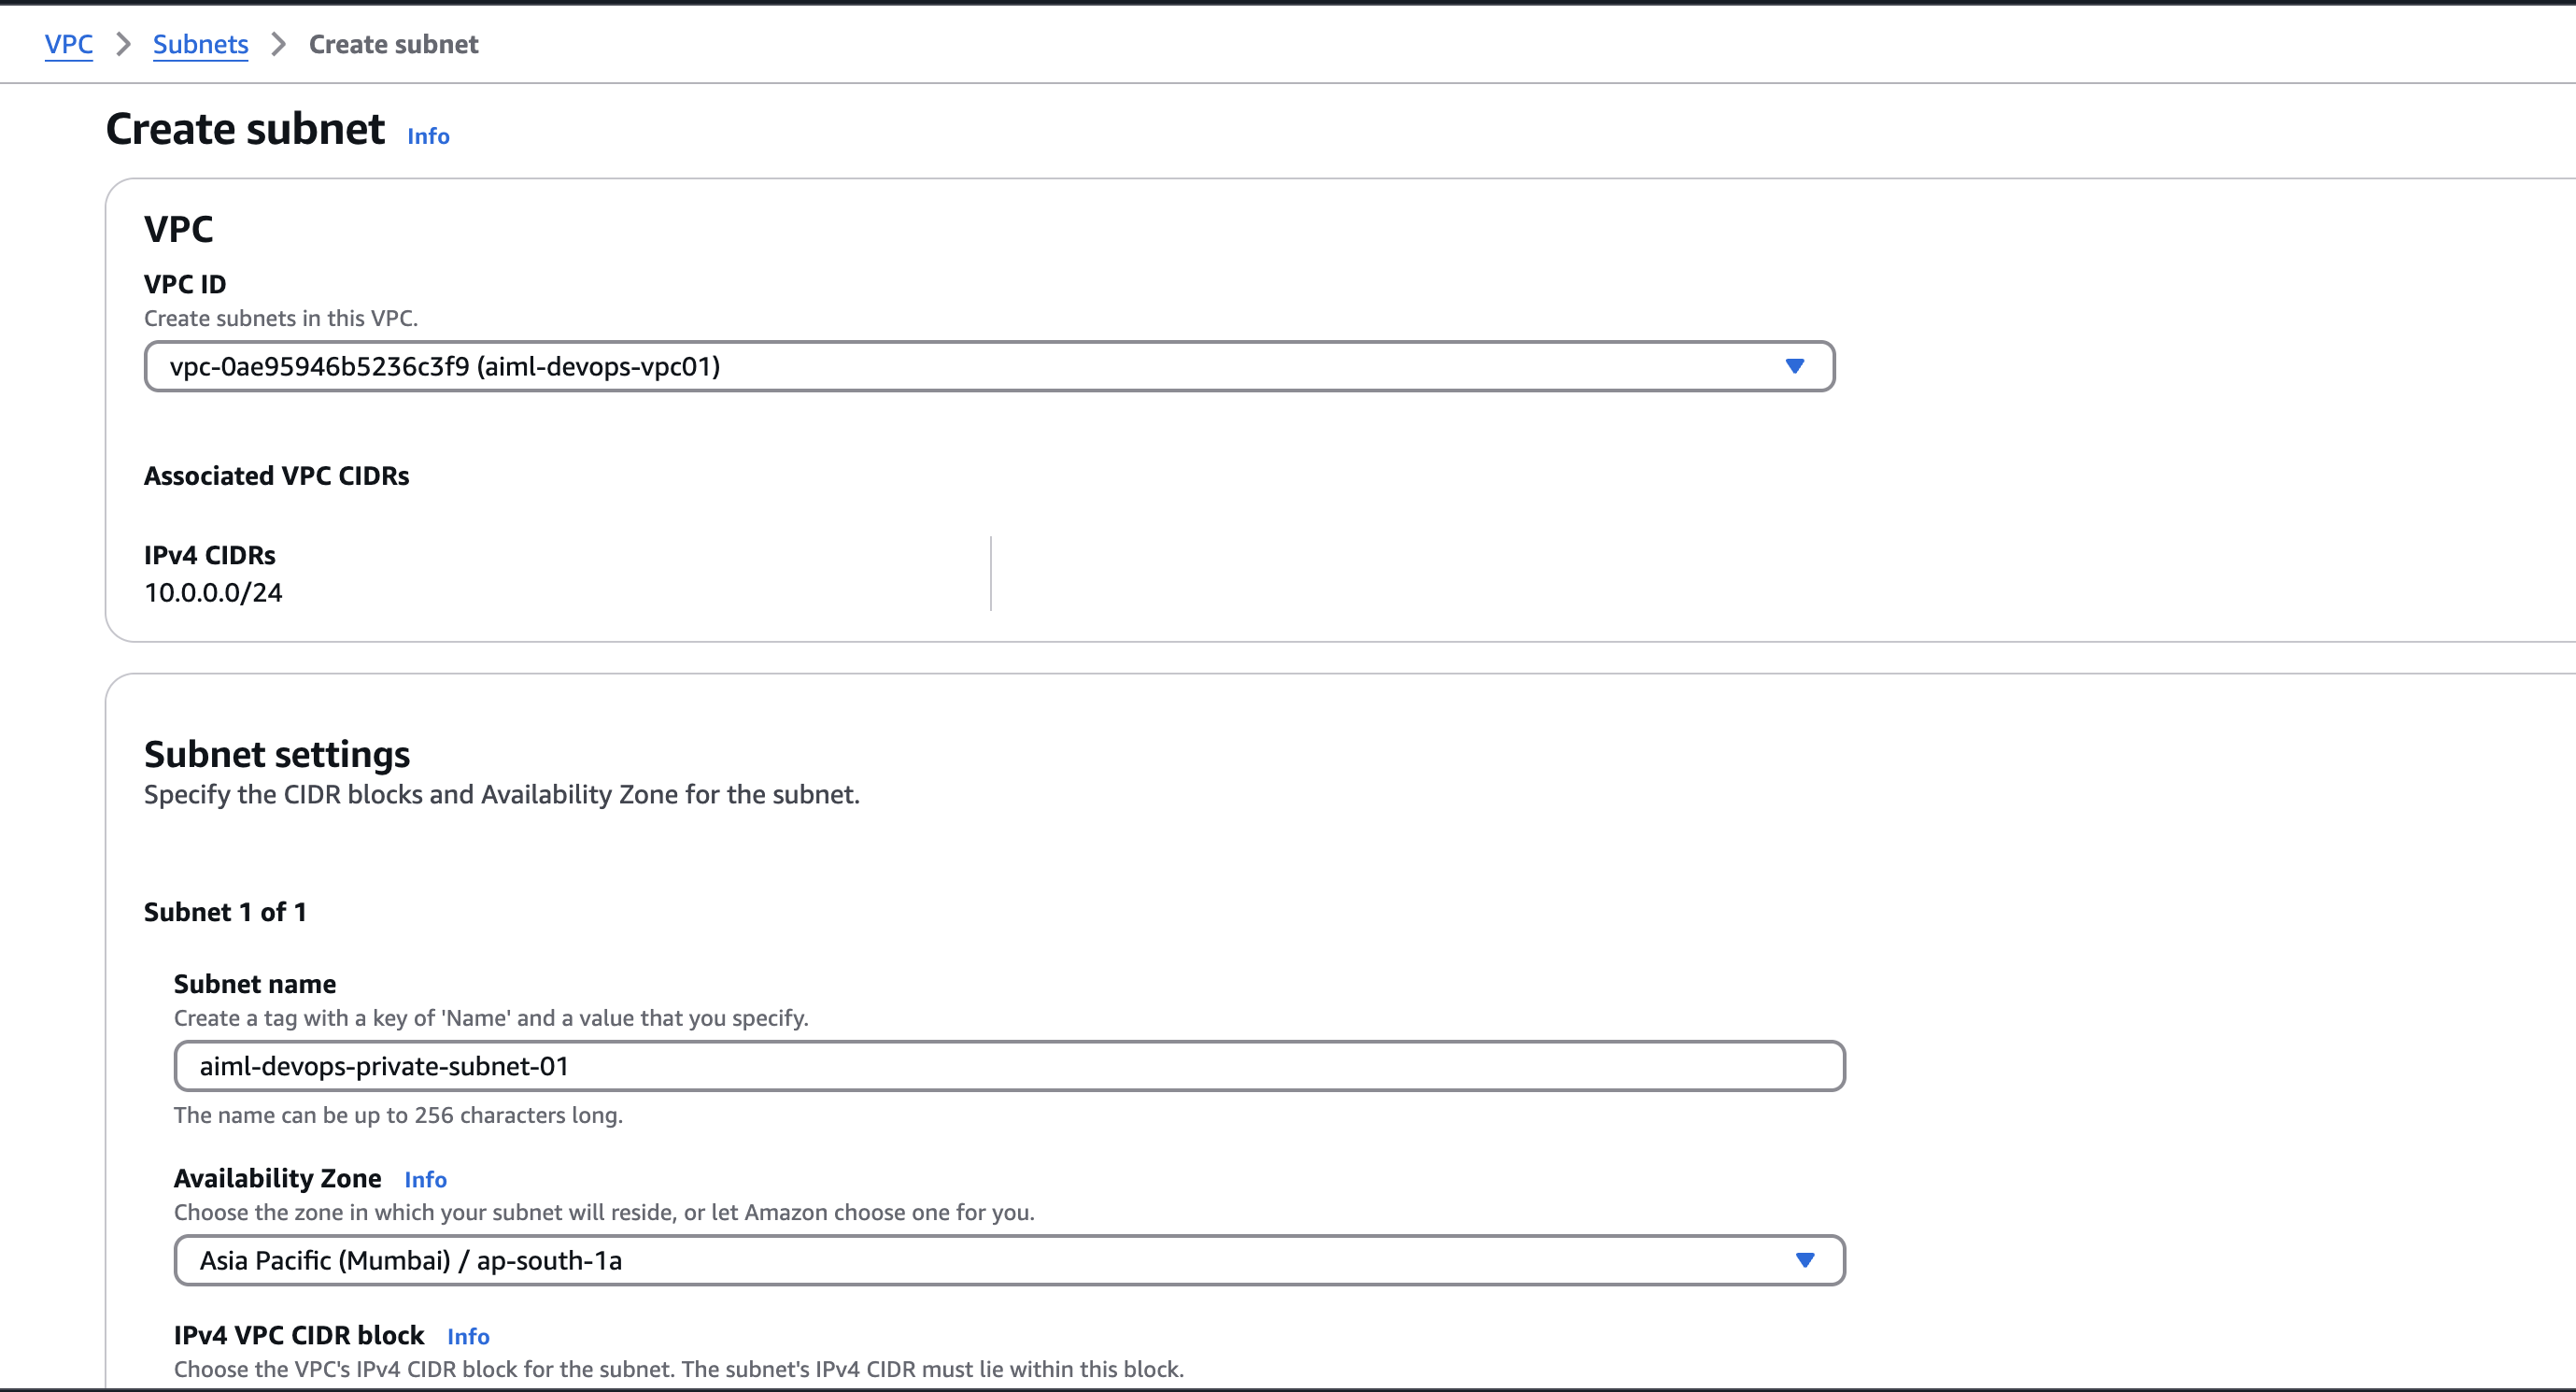 VPC > Subnets > Create subnet
Create subnet Info
VPC
VPC ID
Create subnets in this VPC.
vpc-0ae95946b5236c3f9 (aiml-devops-vpc01)
Associated VPC CIDRs
IPv4 CIDRs
10.0.0.0/24
Subnet settings
Specify the CIDR blocks and Availability Zone for the subnet.
Subnet 1 of 1
Subnet name
Create a tag with a key of 'Name' and a value that you specify.
aiml-devops-private-subnet-01
The name can be up to 256 characters long.
Availability Zone Info
Choose the zone in which your subnet will reside, or let Amazon choose one for you.
Asia Pacific (Mumbai) / ap-south-1a
IPv4 VPC CIDR block Info
Choose the VPC's IPv4 CIDR block for the subnet. The subnet's IPv4 CIDR must lie within this block.